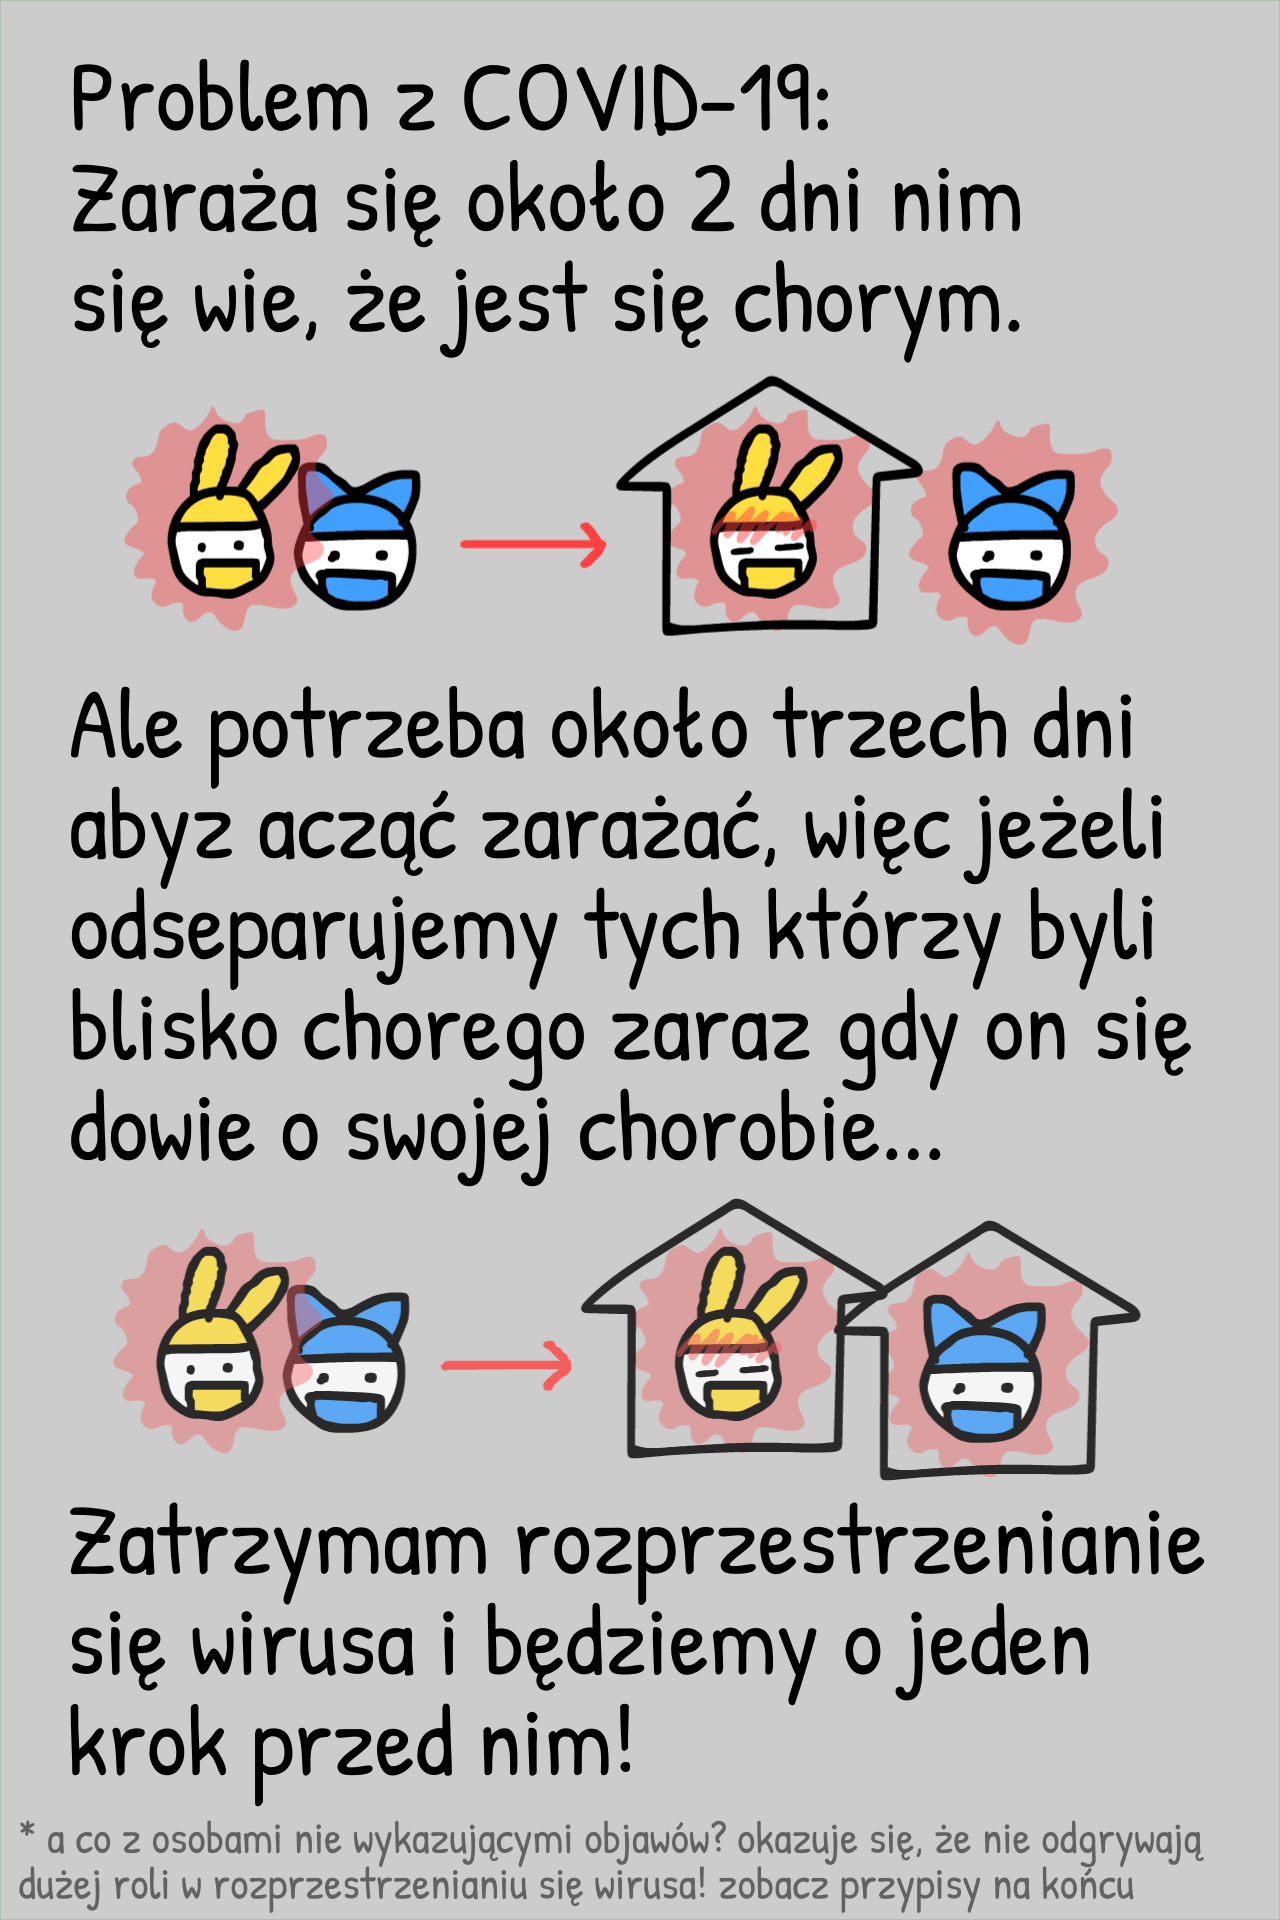 Problem z COVID-19:
Zaraża się około 2 dni nim
się wie, że jest się chorym.
Ale potrzeba około trzech dni
abyz acząć zarażać, więc jeżeli
odseparujemy tych którzy byli
blisko chorego zaraz gdy on się
dowie o swojej chorobie...
Zatrzymam rozprzestrzenianie
się wirusa i będziemy o jeden
krok przed nim!
* a co z osobami nie wykazującymi objawów? okazuje się, że nie odgrywają
dużej roli w rozprzestrzenianiu się wirusa! zobacz przypisy na końcu